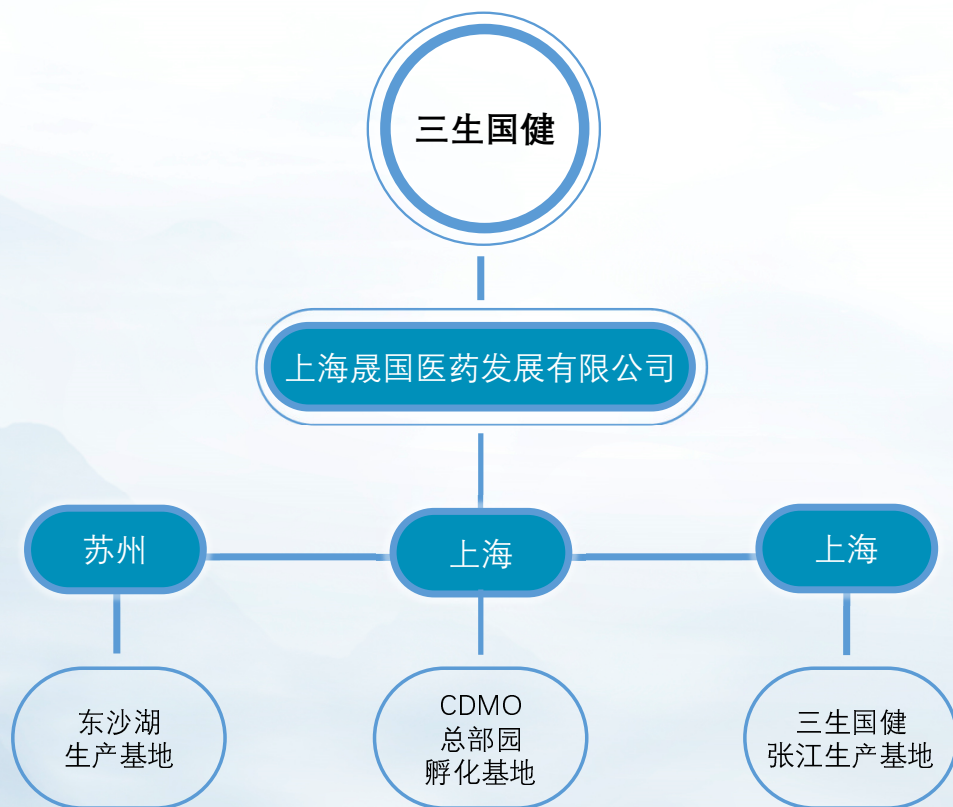 三生国健
上海晟国医药发展有限公司
苏州
上海
上海
东沙湖
生产基地
CDMO
总部园
孵化基地
三生国健
张江生产基地